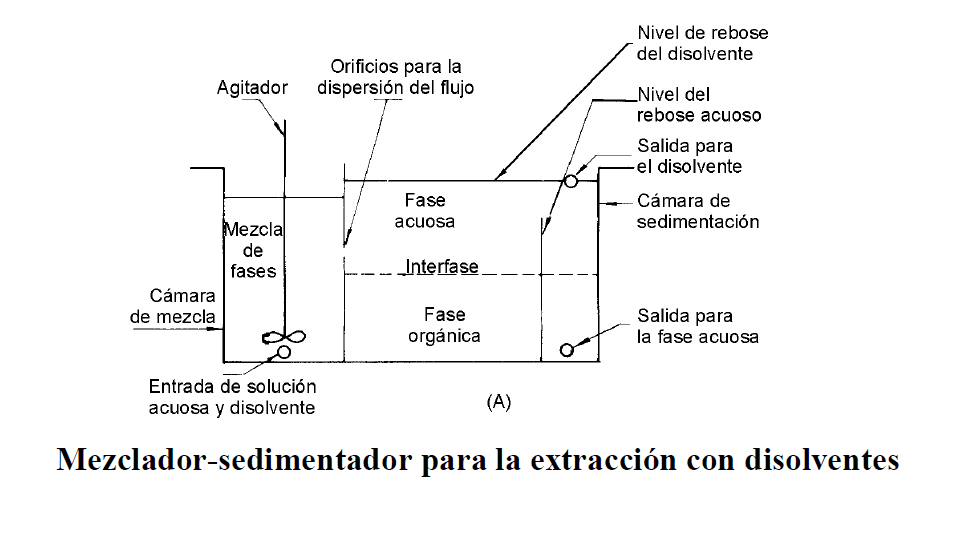 Nivel de rebose
del disolvente
Orificios para la
dispersión del flujo
Agitador
Nivel del
rebose acuoso
Salida para
el disolvente
Fase
acuosa
Cámara de
sedimentación
Mezcla
de
fases
Interfase
Cámara
de mezcla
Fase
orgánica
Salida para
la fase acuosa
Entrada de solución
acuosa y disolvente
(A)
Mezclador-sedimentador para la extracción con disolventes